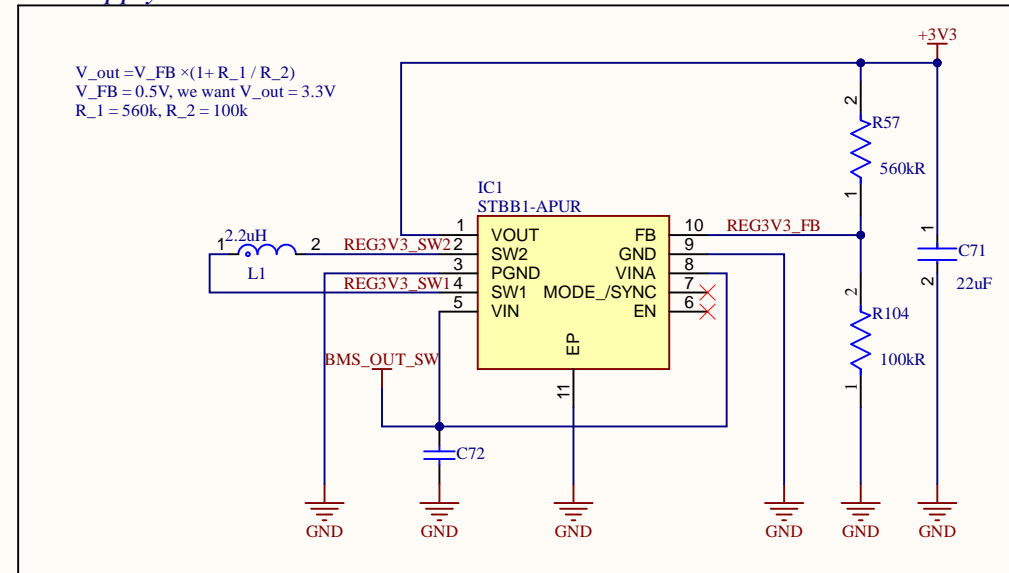 V_out =V_FB ×(1+ R_1 / R_2)
V_FB = 0.5V, we want V_out = 3.3V
R_1 = 560k, R_2 = 100k
+3V3
2
R57
560kR
1
IC1
STBB1-APUR
1 VOUT FB 10 REG3V3_FB
1 2.2uH 2 REG3V3_SW2 2 SW2 GND 9
L1
3 PGND VINA 8
REG3V3_SW1 4 SW1 MODE_/SYNC 7
5 VIN EN 6
EP
11
1
C71
2
22uF
2
R104
100kR
1
BMS_OUT_SW
C72
GND GND GND GND GND GND